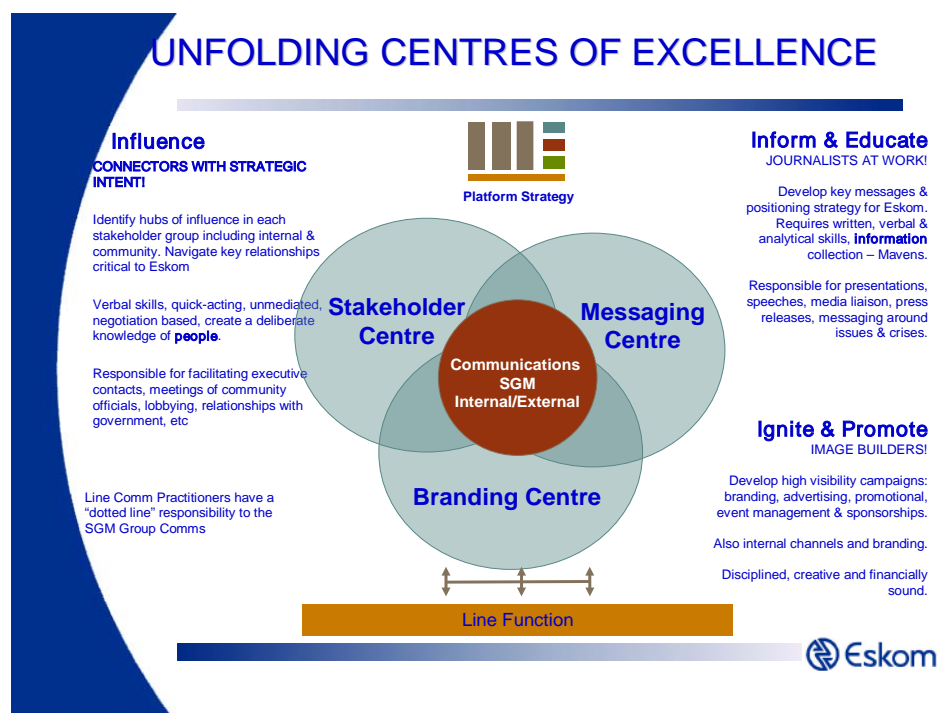 UNFOLDING CENTRES OF EXCELLENCE
Influence
CONNECTORS WITH STRATEGIC
INTENT!
Identify hubs of influence in each
stakeholder group including internal &
community. Navigate key relationships
critical to Eskom
Verbal skills, quick-acting, unmediated,
negotiation based, create a deliberate
knowledge of people.
Responsible for facilitating executive
contacts, meetings of community
officials, lobbying, relationships with
government, etc
Line Comm Practitioners have a
“dotted line” responsibility to the
SGM Group Comms
Platform Strategy
Stakeholder
Centre
Messaging
Centre
Communications
SGM
Internal/External
Branding Centre
Line Function
Inform & Educate
JOURNALISTS AT WORK!
Develop key messages &
positioning strategy for Eskom.
Requires written, verbal &
analytical skills, information
collection – Mavens.
Responsible for presentations,
speeches, media liaison, press
releases, messaging around
issues & crises.
Ignite & Promote
IMAGE BUILDERS!
Develop high visibility campaigns:
branding, advertising, promotional,
event management & sponsorships.
Also internal channels and branding.
Disciplined, creative and financially
sound.
Eskom